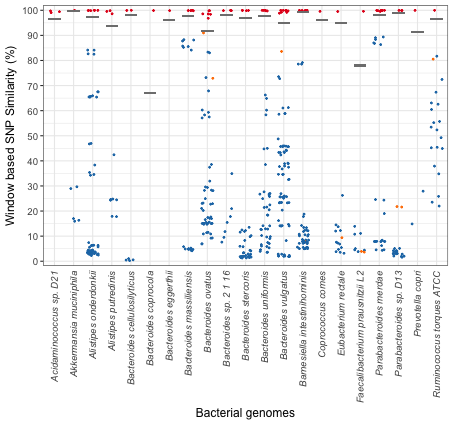 Window based SNP Similarity (%)
100
90
80
70
60
50
40
30
20
10
0
Acidaminococcus sp. D21
Akkermansia muciniphila
Alistipes onderdonkii
Alistipes putredinis
Bacteroides cellulosilyticus
Bacteroides coprocola
Bacteroides eggerthii
Bacteroides massiliensis
Bacteroides ovatus
Bacteroides sp. 2 1 16
Bacteroides stercoris
Bacteroides uniformis
Bacteroides vulgatus
Barnesiella intestinihominis
Coprococcus comes
Eubacterium rectale
Faecalibacterium prausnitzii L2
Parabacteroides merdae
Parabacteroides sp. D13
Prevotella copri
Ruminococcus torques ATCC
Bacterial genomes